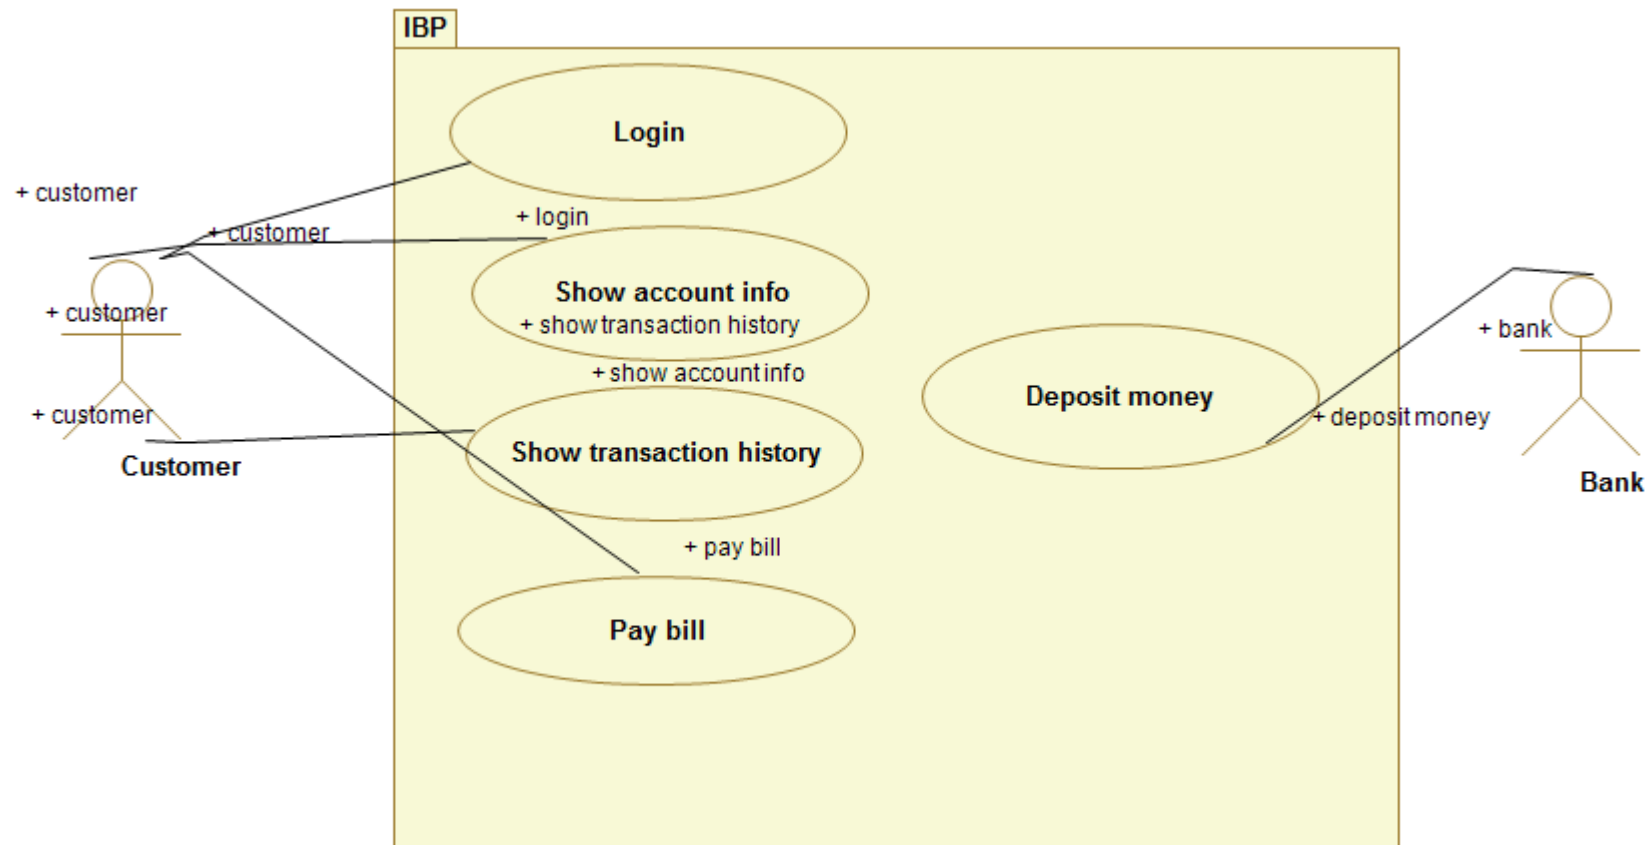 IBP
Login
+ customer
+ login
+ customer
Show account info
+ customer
+ show transaction history
+ bank
+ show account info
Deposit money
+ customer
+ deposit money
Show transaction history
Customer
Bank
+ pay bill
Pay bill